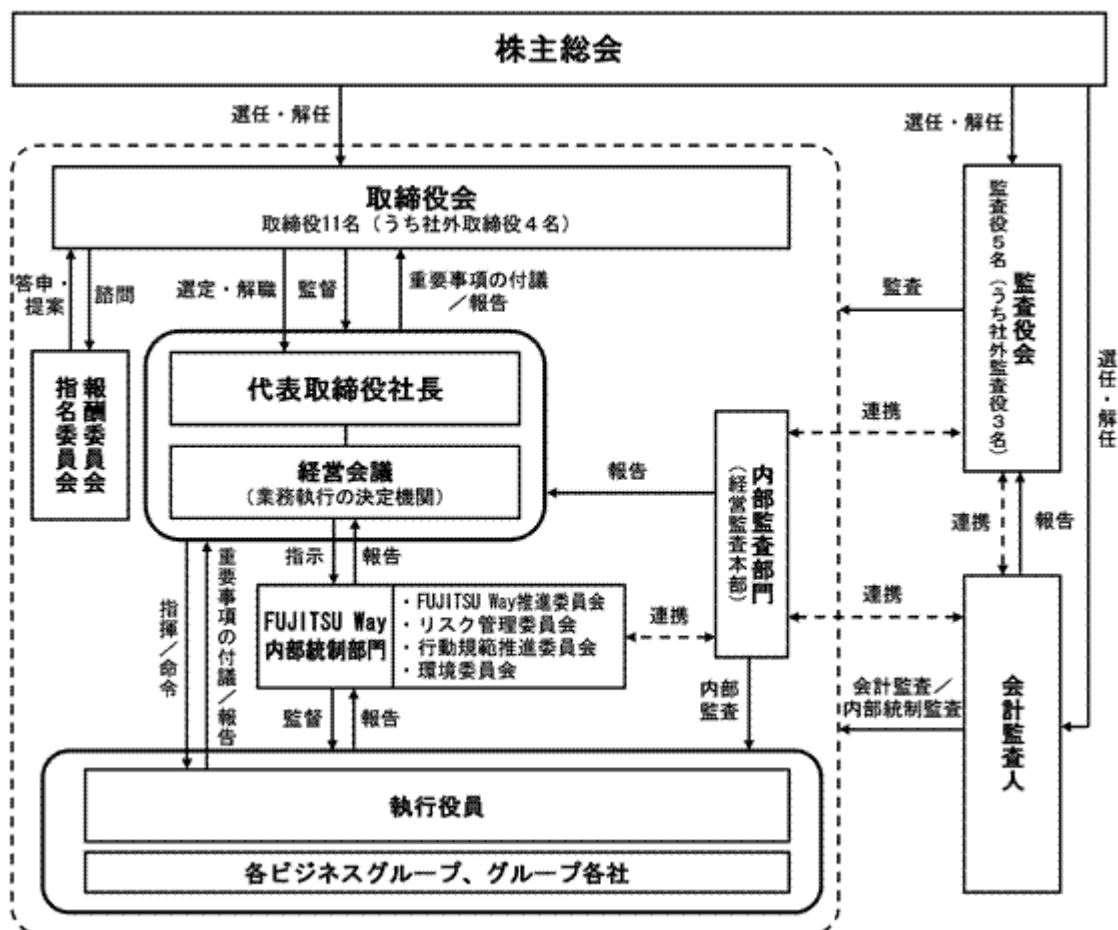 株主総会
選任・解任
選任・解任
取締役会
取締役11名（うち社外取締役４名）
監査役会
監査役５名（うち社外監査役３名）
答申・
提案
諮問
選定・解職
監督
重要事項の付議
／報告
監査
選任・解任
報酬委員会
指名委員会
代表取締役社長
経営会議
（業務執行の決定機関）
報告
内部監査部門
（経営監査本部）
連携
連携
報告
指示
報告
指揮／命令
重要事項の付議／報告
FUJITSU Way
内部統制部門
・FUJITSU Way推進委員会
・リスク管理委員会
・行動規範推進委員会
・環境委員会
連携
連携
会計監査人
監督
報告
内部
監査
会計監査／
内部統制監査
執行役員
各ビジネスグループ、グループ各社